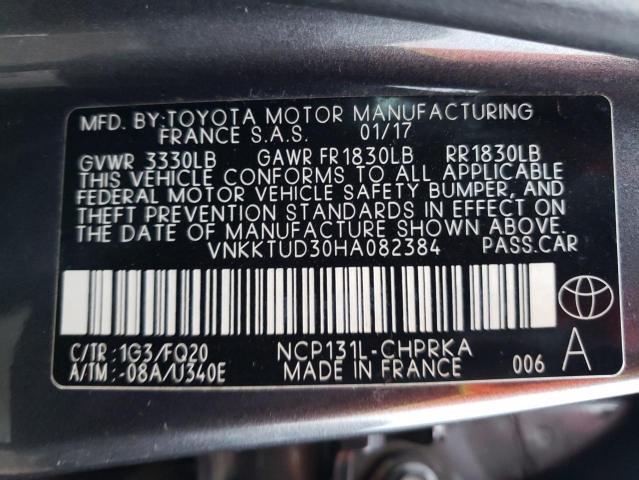 MFD. BY:TOYOTA MOTOR MANUFACTURING
FRANCE S.A.S. 01/17
GVWR 3330LB GAWR FR1830LB RR1830LB
THIS VEHICLE CONFORMS TO ALL APPLICABLE
FEDERAL MOTOR VEHICLE SAFETY BUMPER, AND
THEFT PREVENTION STANDARDS IN EFFECT ON
THE DATE OF MANUFACTURE SHOWN ABOVE.
VNKKTUD30HA082384 PASS.CAR
C/TR: 1G3/FQ20 NCP131L-CHPRKA
A/TM: -08A/U340E MADE IN FRANCE 006 A